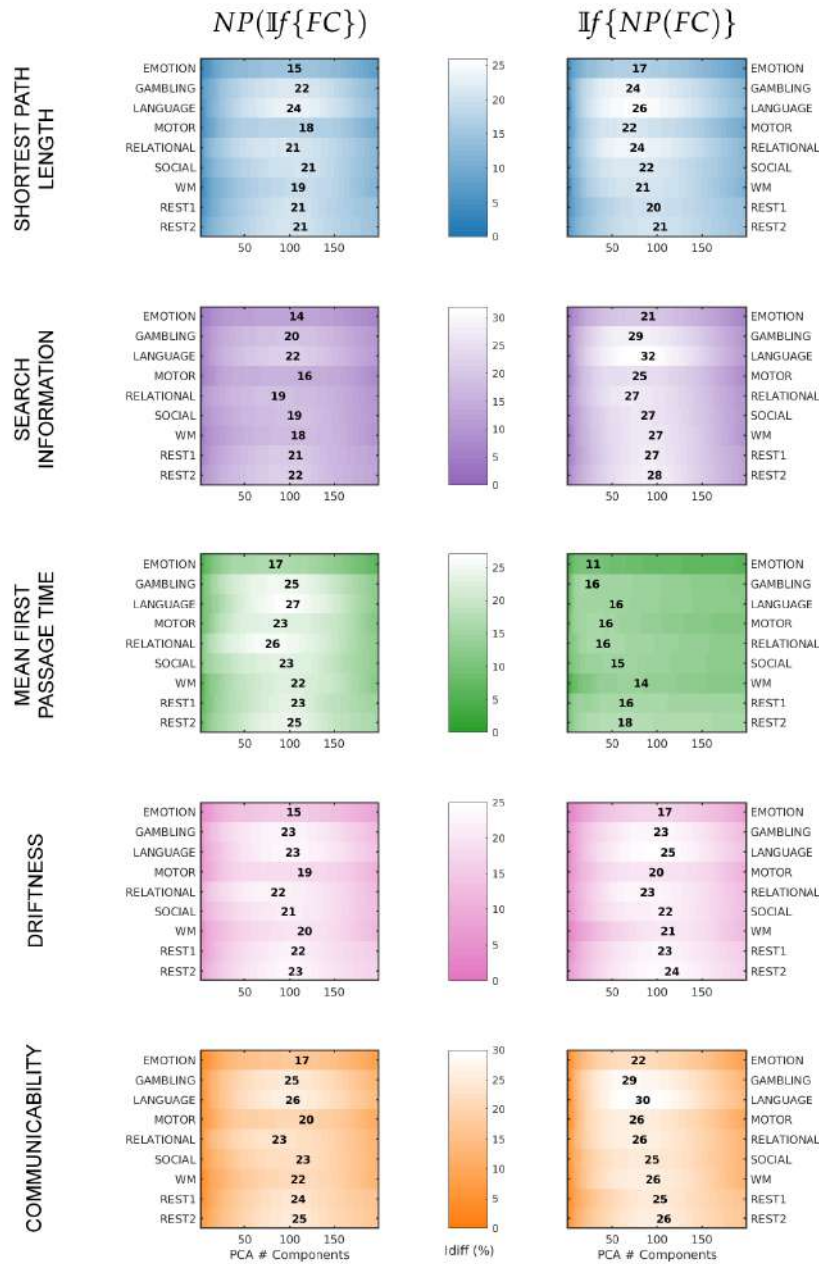 NP(𝕀f{FC})
𝕀f{NP(FC)}
SHORTEST PATH
LENGTH
EMOTION 15
GAMBLING 22
LANGUAGE 24
MOTOR 18
RELATIONAL 21
SOCIAL 21
WM 19
REST1 21
REST2 21
50 100 150
25
20
15
10
5
0
17 EMOTION
24 GAMBLING
26 LANGUAGE
22 MOTOR
24 RELATIONAL
22 SOCIAL
21 WM
20 REST1
21 REST2
50 100 150
SEARCH
INFORMATION
EMOTION 14
GAMBLING 20
LANGUAGE 22
MOTOR 16
RELATIONAL 19
SOCIAL 19
WM 18
REST1 21
REST2 22
50 100 150
30
25
20
15
10
5
0
21 EMOTION
29 GAMBLING
32 LANGUAGE
25 MOTOR
27 RELATIONAL
27 SOCIAL
27 WM
27 REST1
28 REST2
50 100 150
MEAN FIRST
PASSAGE TIME
EMOTION 17
GAMBLING 25
LANGUAGE 27
MOTOR 23
RELATIONAL 26
SOCIAL 23
WM 22
REST1 23
REST2 25
50 100 150
25
20
15
10
5
0
11 EMOTION
16 GAMBLING
16 LANGUAGE
16 MOTOR
16 RELATIONAL
15 SOCIAL
14 WM
16 REST1
18 REST2
50 100 150
DRIFTNESS
EMOTION 15
GAMBLING 23
LANGUAGE 23
MOTOR 19
RELATIONAL 22
SOCIAL 21
WM 20
REST1 22
REST2 23
50 100 150
25
20
15
10
5
0
17 EMOTION
23 GAMBLING
25 LANGUAGE
20 MOTOR
23 RELATIONAL
22 SOCIAL
21 WM
23 REST1
24 REST2
50 100 150
COMMUNICABILITY
EMOTION 17
GAMBLING 25
LANGUAGE 26
MOTOR 20
RELATIONAL 23
SOCIAL 23
WM 22
REST1 24
REST2 25
50 100 150
PCA # Components
30
25
20
15
10
5
0
Idiff (%)
22 EMOTION
29 GAMBLING
30 LANGUAGE
26 MOTOR
26 RELATIONAL
25 SOCIAL
26 WM
25 REST1
26 REST2
50 100 150
PCA # Components